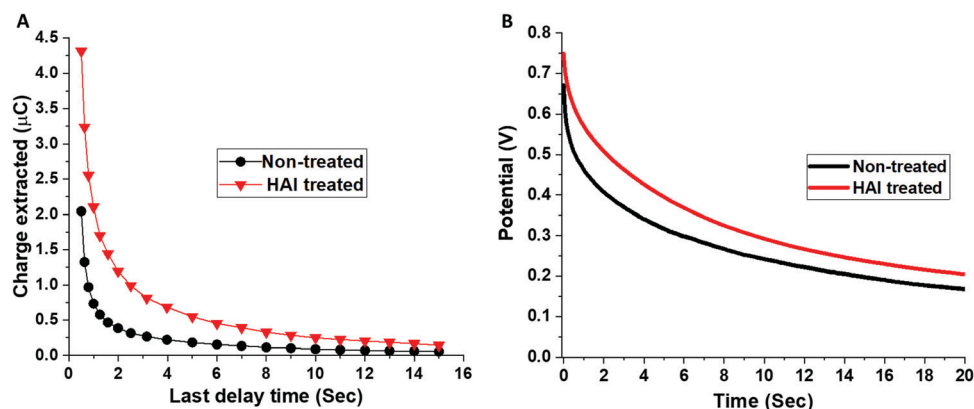 A
4.5
4.0
3.5
3.0
2.5
2.0
1.5
1.0
0.5
0.0
Charge extracted (μC)
Non-treated
HAI treated
0 2 4 6 8 10 12 14 16
Last delay time (Sec)
B
0.8
0.7
0.6
0.5
0.4
0.3
0.2
0.1
0.0
Potential (V)
Non-treated
HAI treated
0 2 4 6 8 10 12 14 16 18 20
Time (Sec)